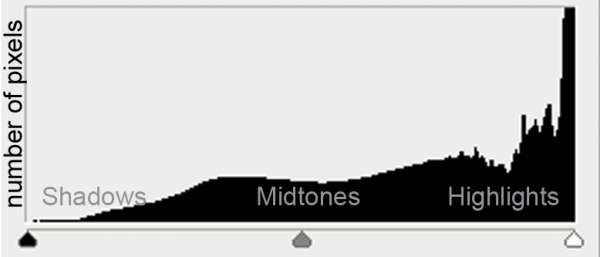 number of pixels
Shadows
Midtones
Highlights